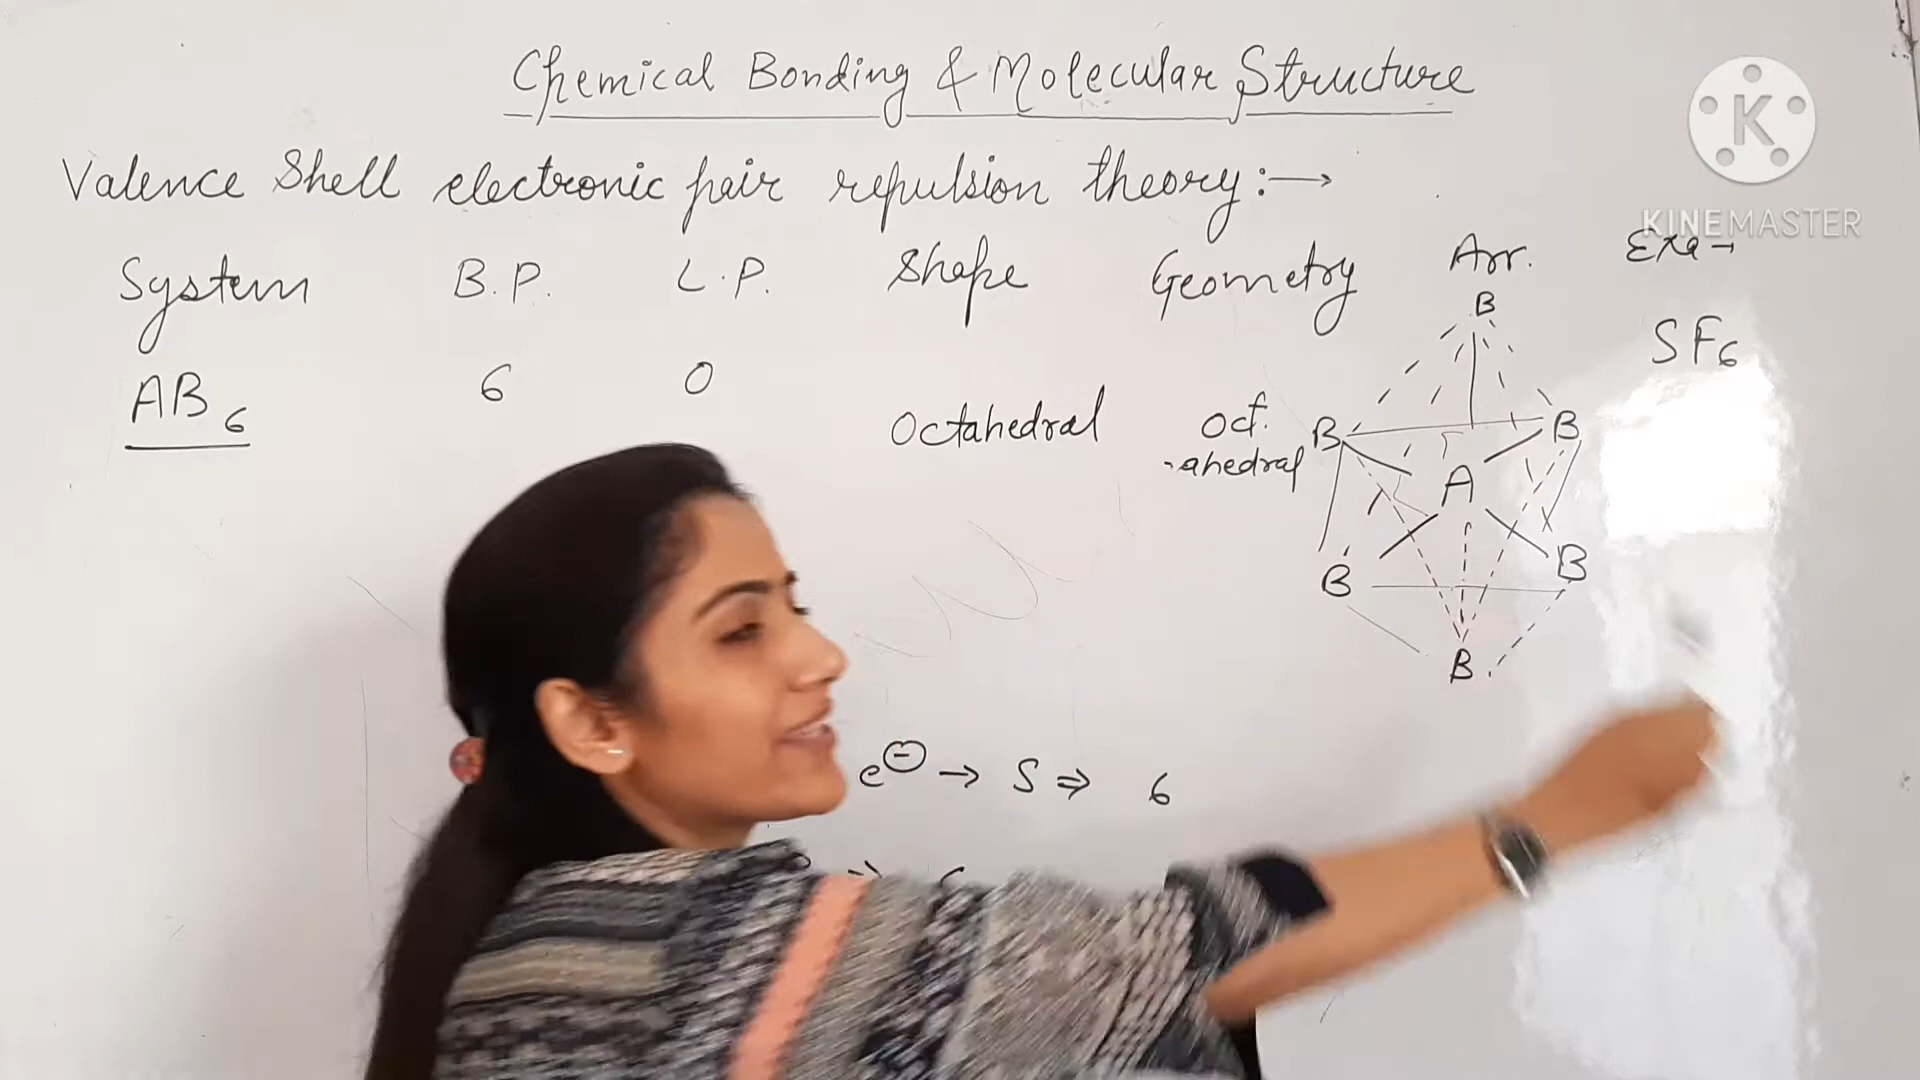 Chemical Bonding & Molecular Structure
K
KINEMASTER
Valence Shell electronic pair repulsion theory:→
System B.P. L.P. Shape Geometry Arr. Exa→
B
SF6
AB6 6 0 Octahedral Oct.
-ahedral
B B
A
B B
B
e⊖ → S ⇒ 6